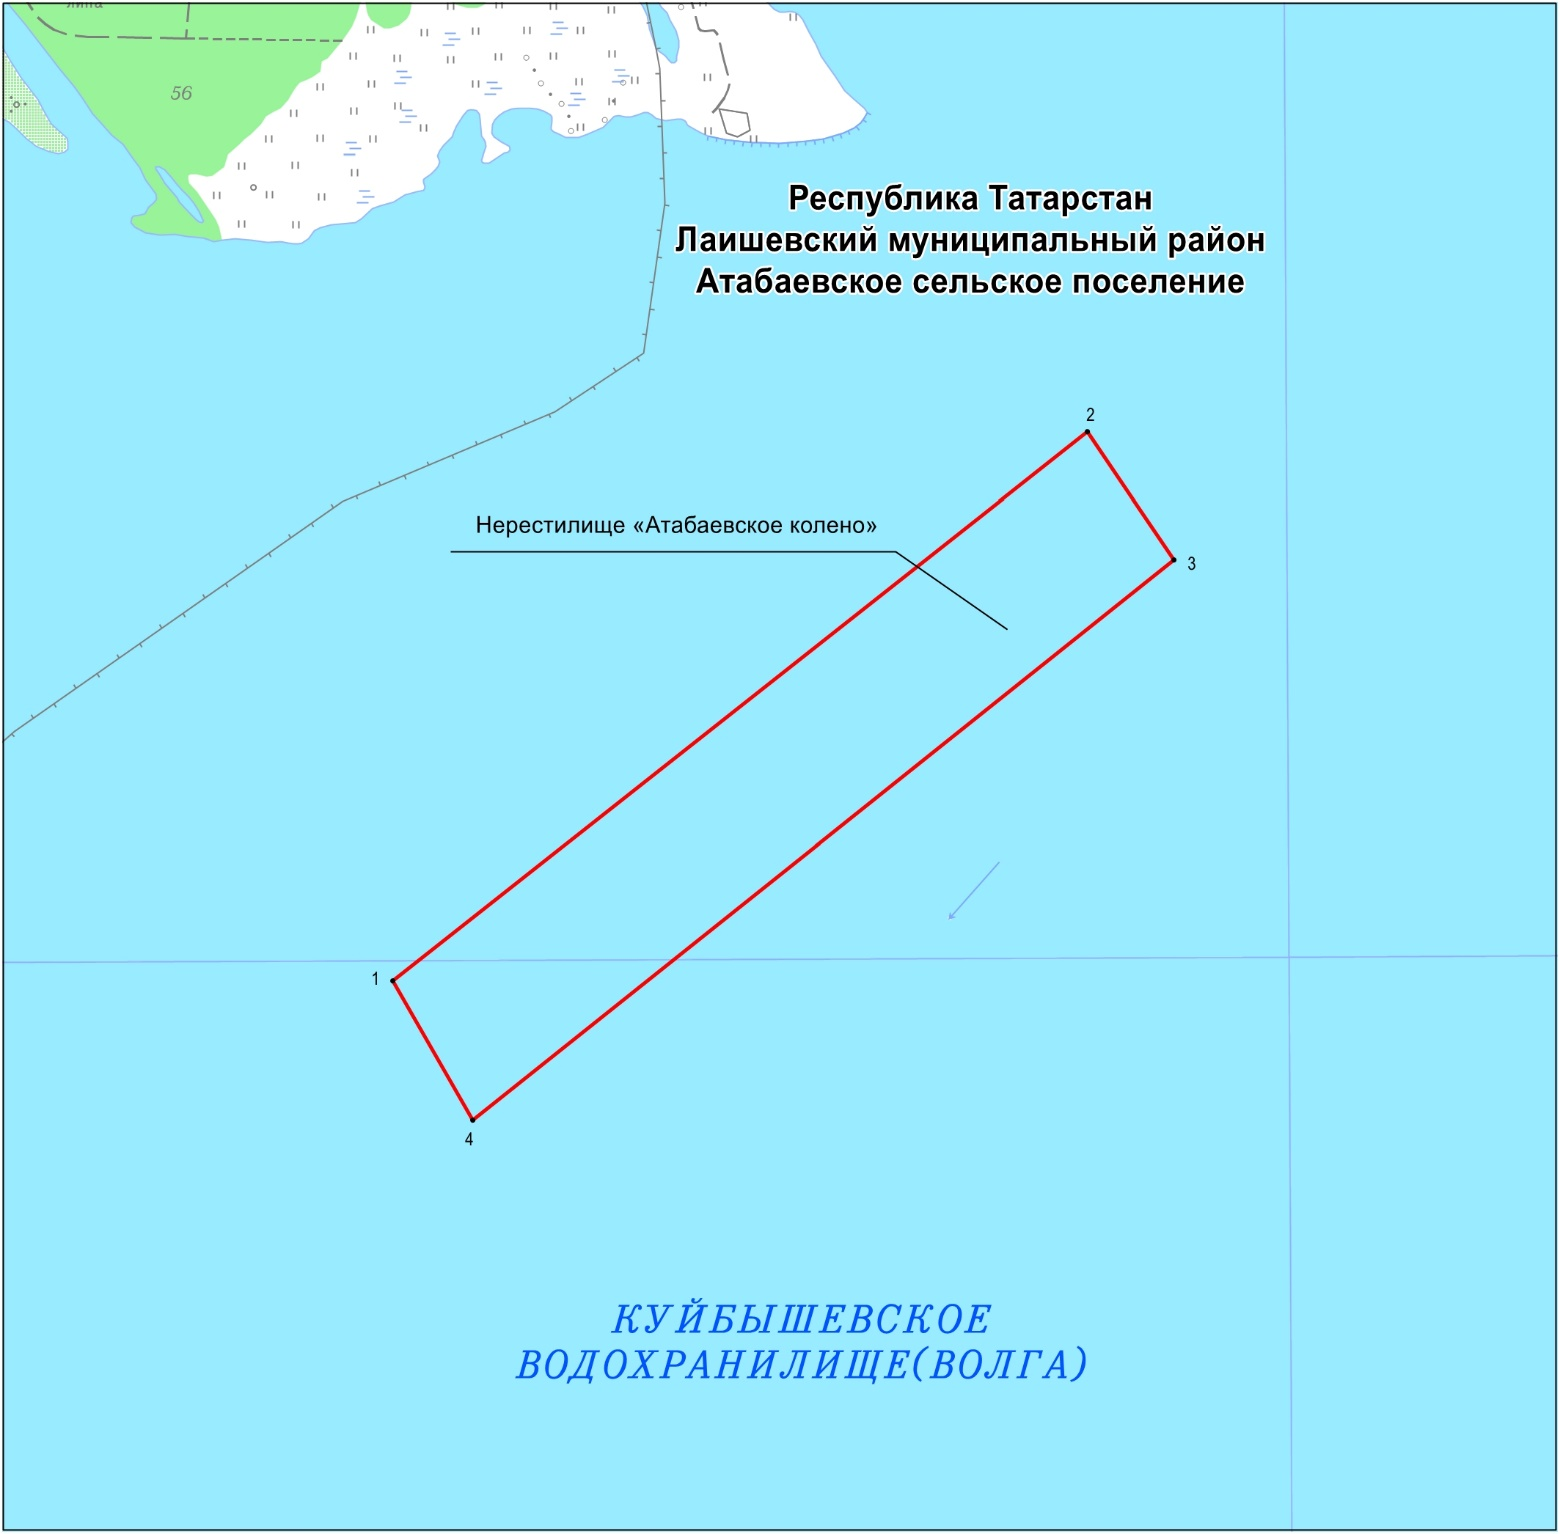 56
Республика Татарстан
Лаишевский муниципальный район
Атабаевское сельское поселение
2
Нерестилище «Атабаевское колено»
3
1
4
КУЙБЫШЕВСКОЕ
ВОДОХРАНИЛИЩЕ(ВОЛГА)